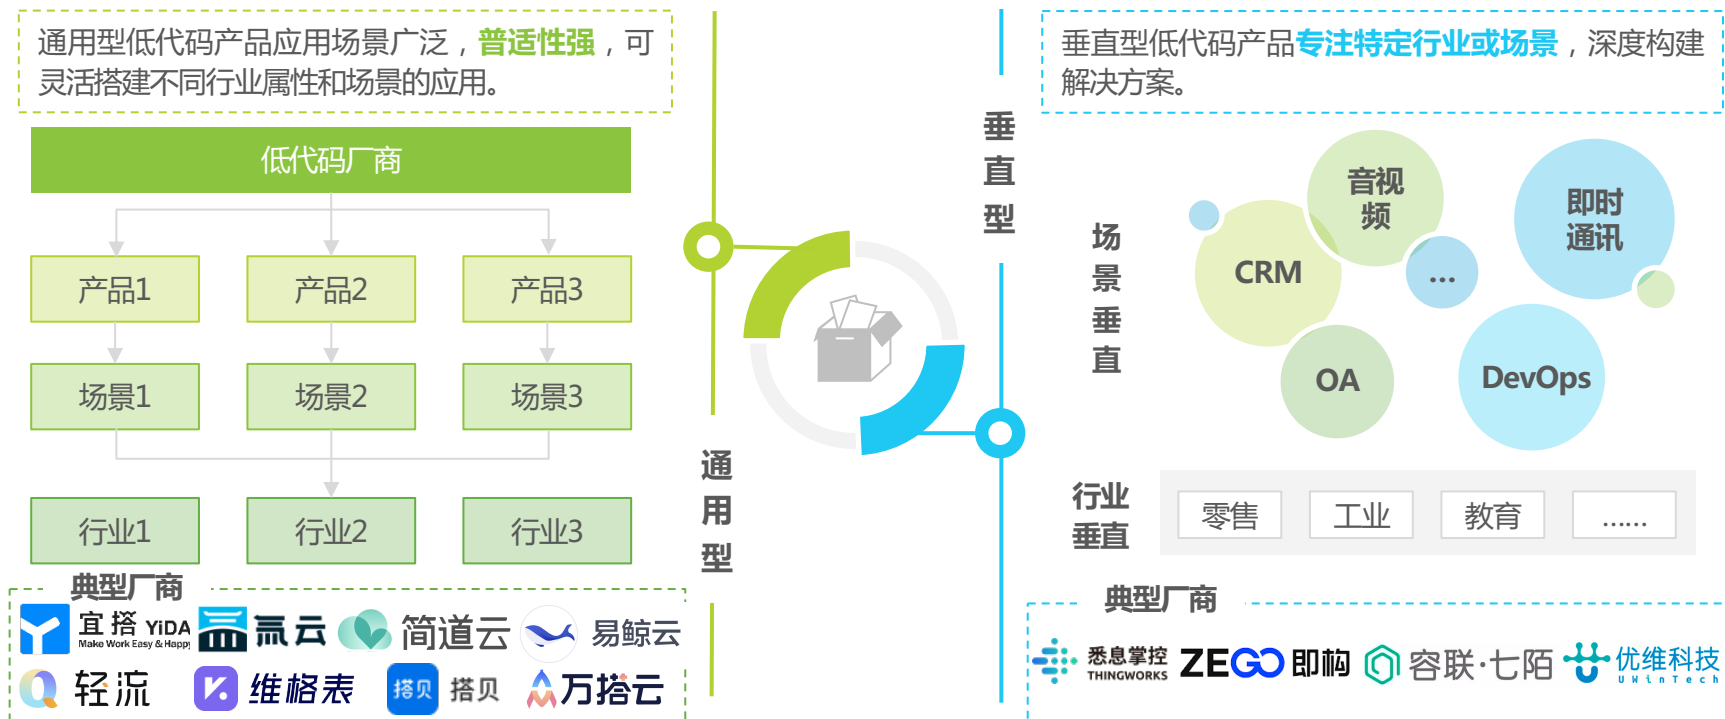 通用型低代码产品应用场景广泛，普适性强，可
灵活搭建不同行业属性和场景的应用。
低代码厂商
产品1
产品2
产品3
场景1
场景2
场景3
行业1
行业2
行业3
典型厂商
宜搭 YiDA
Make Work Easy & Happy
氚云
简道云
易鲸云
轻流
维格表
搭贝
搭贝
万搭云
通用型
垂直型
垂直型低代码产品专注特定行业或场景，深度构建
解决方案。
场景垂直
音视
频
即时
通讯
CRM
...
OA
DevOps
行业
垂直
零售
工业
教育
......
典型厂商
悉息掌控
THINGWORKS
ZEGO 即构
容联·七陌
优维科技
UWinTech